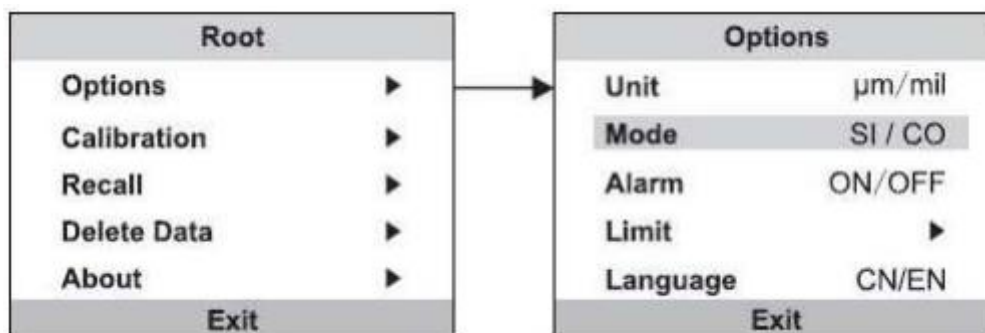 Root
Options ▶
Calibration ▶
Recall ▶
Delete Data ▶
About ▶
Exit
Options
Unit μm/mil
Mode SI / CO
Alarm ON/OFF
Limit ▶
Language CN/EN
Exit